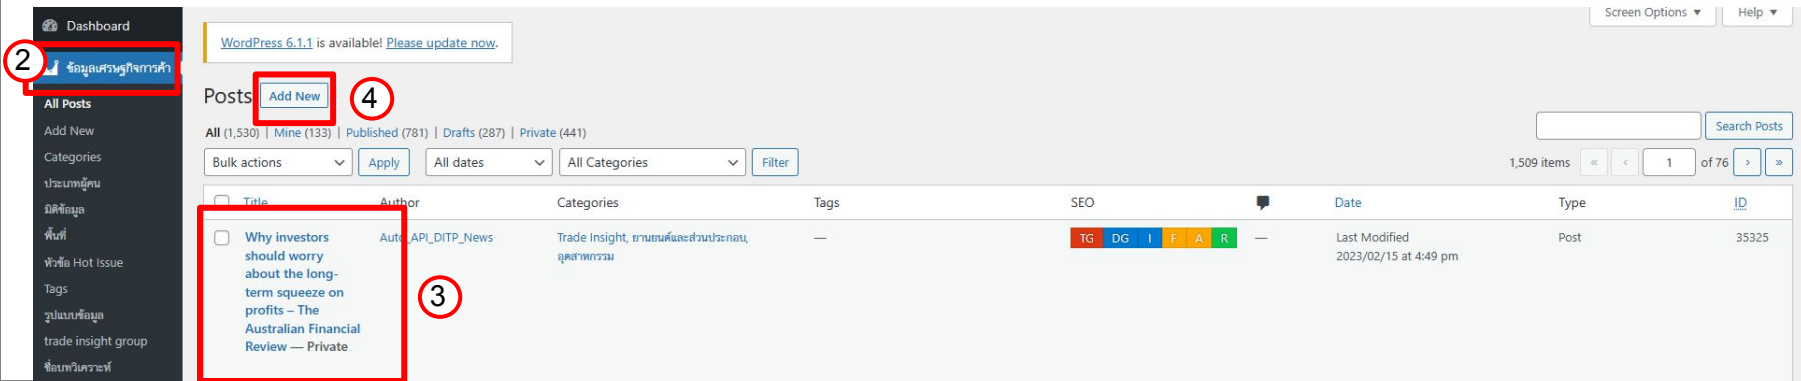 Dashboard
2
ข้อมูลเศรษฐกิจการค้า
All Posts
Add New
Categories
ประเภทผู้คน
มิติข้อมูล
พื้นที่
หัวข้อ Hot Issue
Tags
รูปแบบข้อมูล
trade insight group
ชื่อบทวิเคราะห์
Screen Options ▼
Help ▼
WordPress 6.1.1 is available! Please update now.
Posts Add New
4
All (1,530) | Mine (133) | Published (781) | Drafts (287) | Private (441)
Search Posts
Bulk actions Apply All dates All Categories Filter
1,509 items « ‹ 1 of 76 › »
Title Author Categories Tags SEO Date Type ID
Why investors
should worry
about the long-
term squeeze on
profits – The
Australian Financial
Review — Private
3
Auto_API_DITP_News
Trade Insight, ยานยนต์และส่วนประกอบ,
อุตสาหกรรม
—
TG DG I F A R
—
Last Modified
2023/02/15 at 4:49 pm
Post
35325